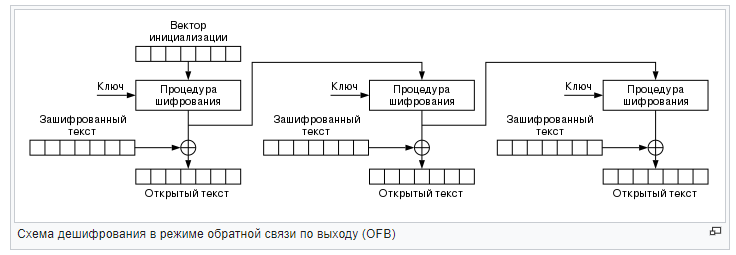 Вектор
инициализации
Ключ
Процедура
шифрования
Ключ
Процедура
шифрования
Ключ
Процедура
шифрования
Зашифрованный
текст
Зашифрованный
текст
Зашифрованный
текст
Открытый текст
Открытый текст
Открытый текст
Схема дешифрования в режиме обратной связи по выходу (OFB)